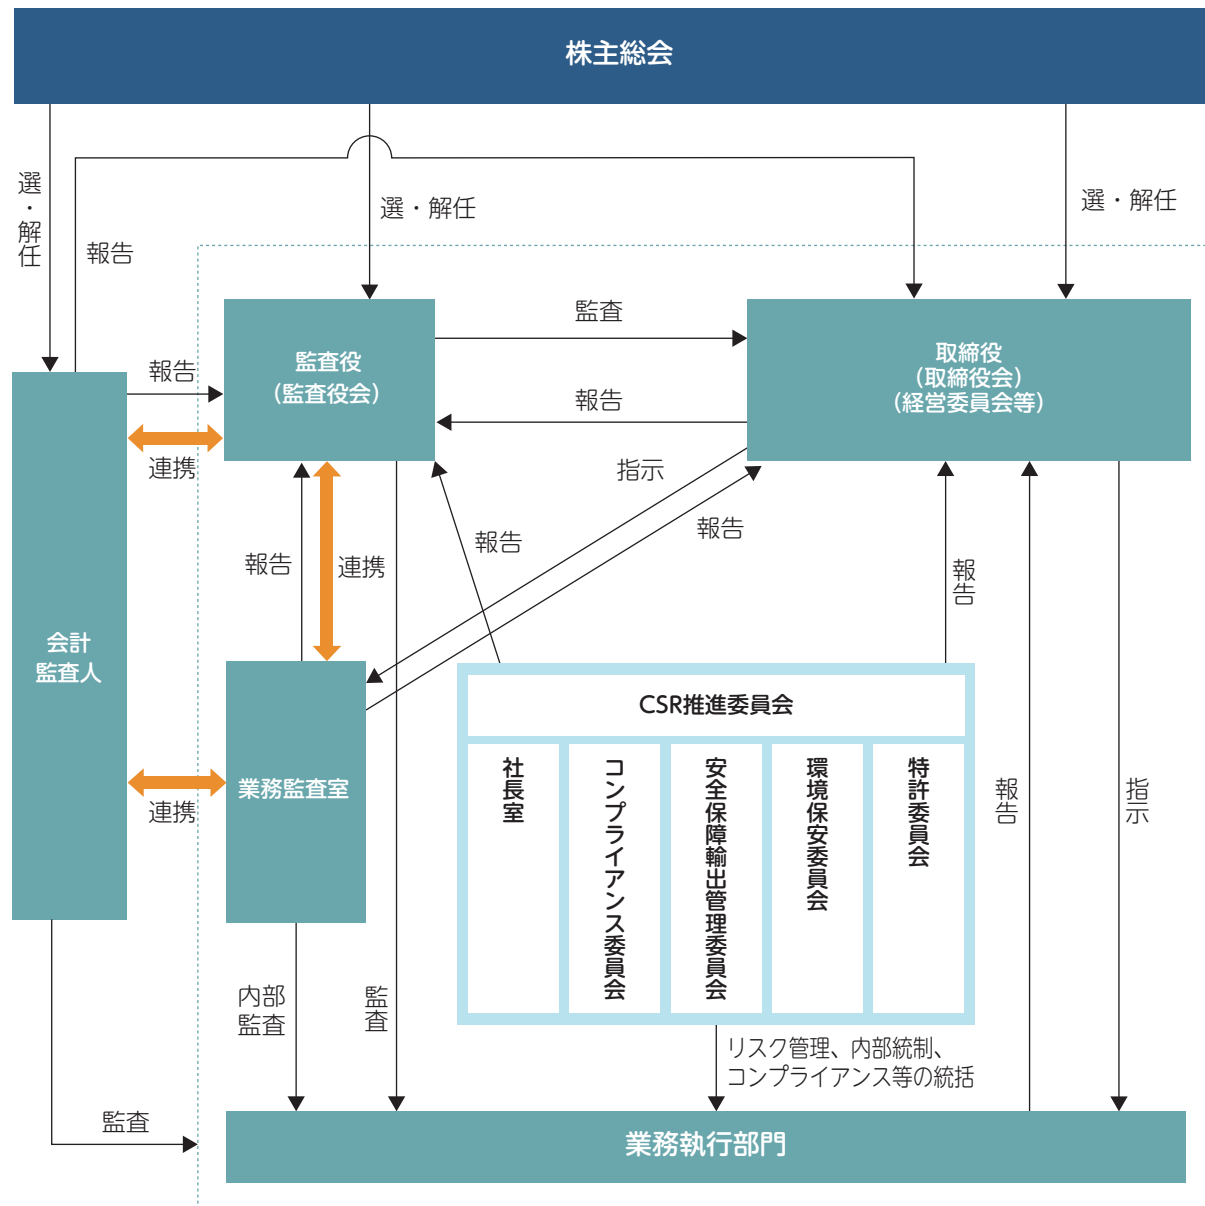 株主総会
選・解任
報告
選・解任
選・解任
監査役
（監査役会）
監査
報告
取締役
（取締役会）
（経営委員会等）
報告
連携
会計
監査人
報告
連携
報告
指示
報告
報告
連携
業務監査室
CSR推進委員会
社長室
コンプライアンス委員会
安全保障輸出管理委員会
環境保安委員会
特許委員会
報告
指示
内部
監査
監査
リスク管理、内部統制、
コンプライアンス等の統括
監査
業務執行部門